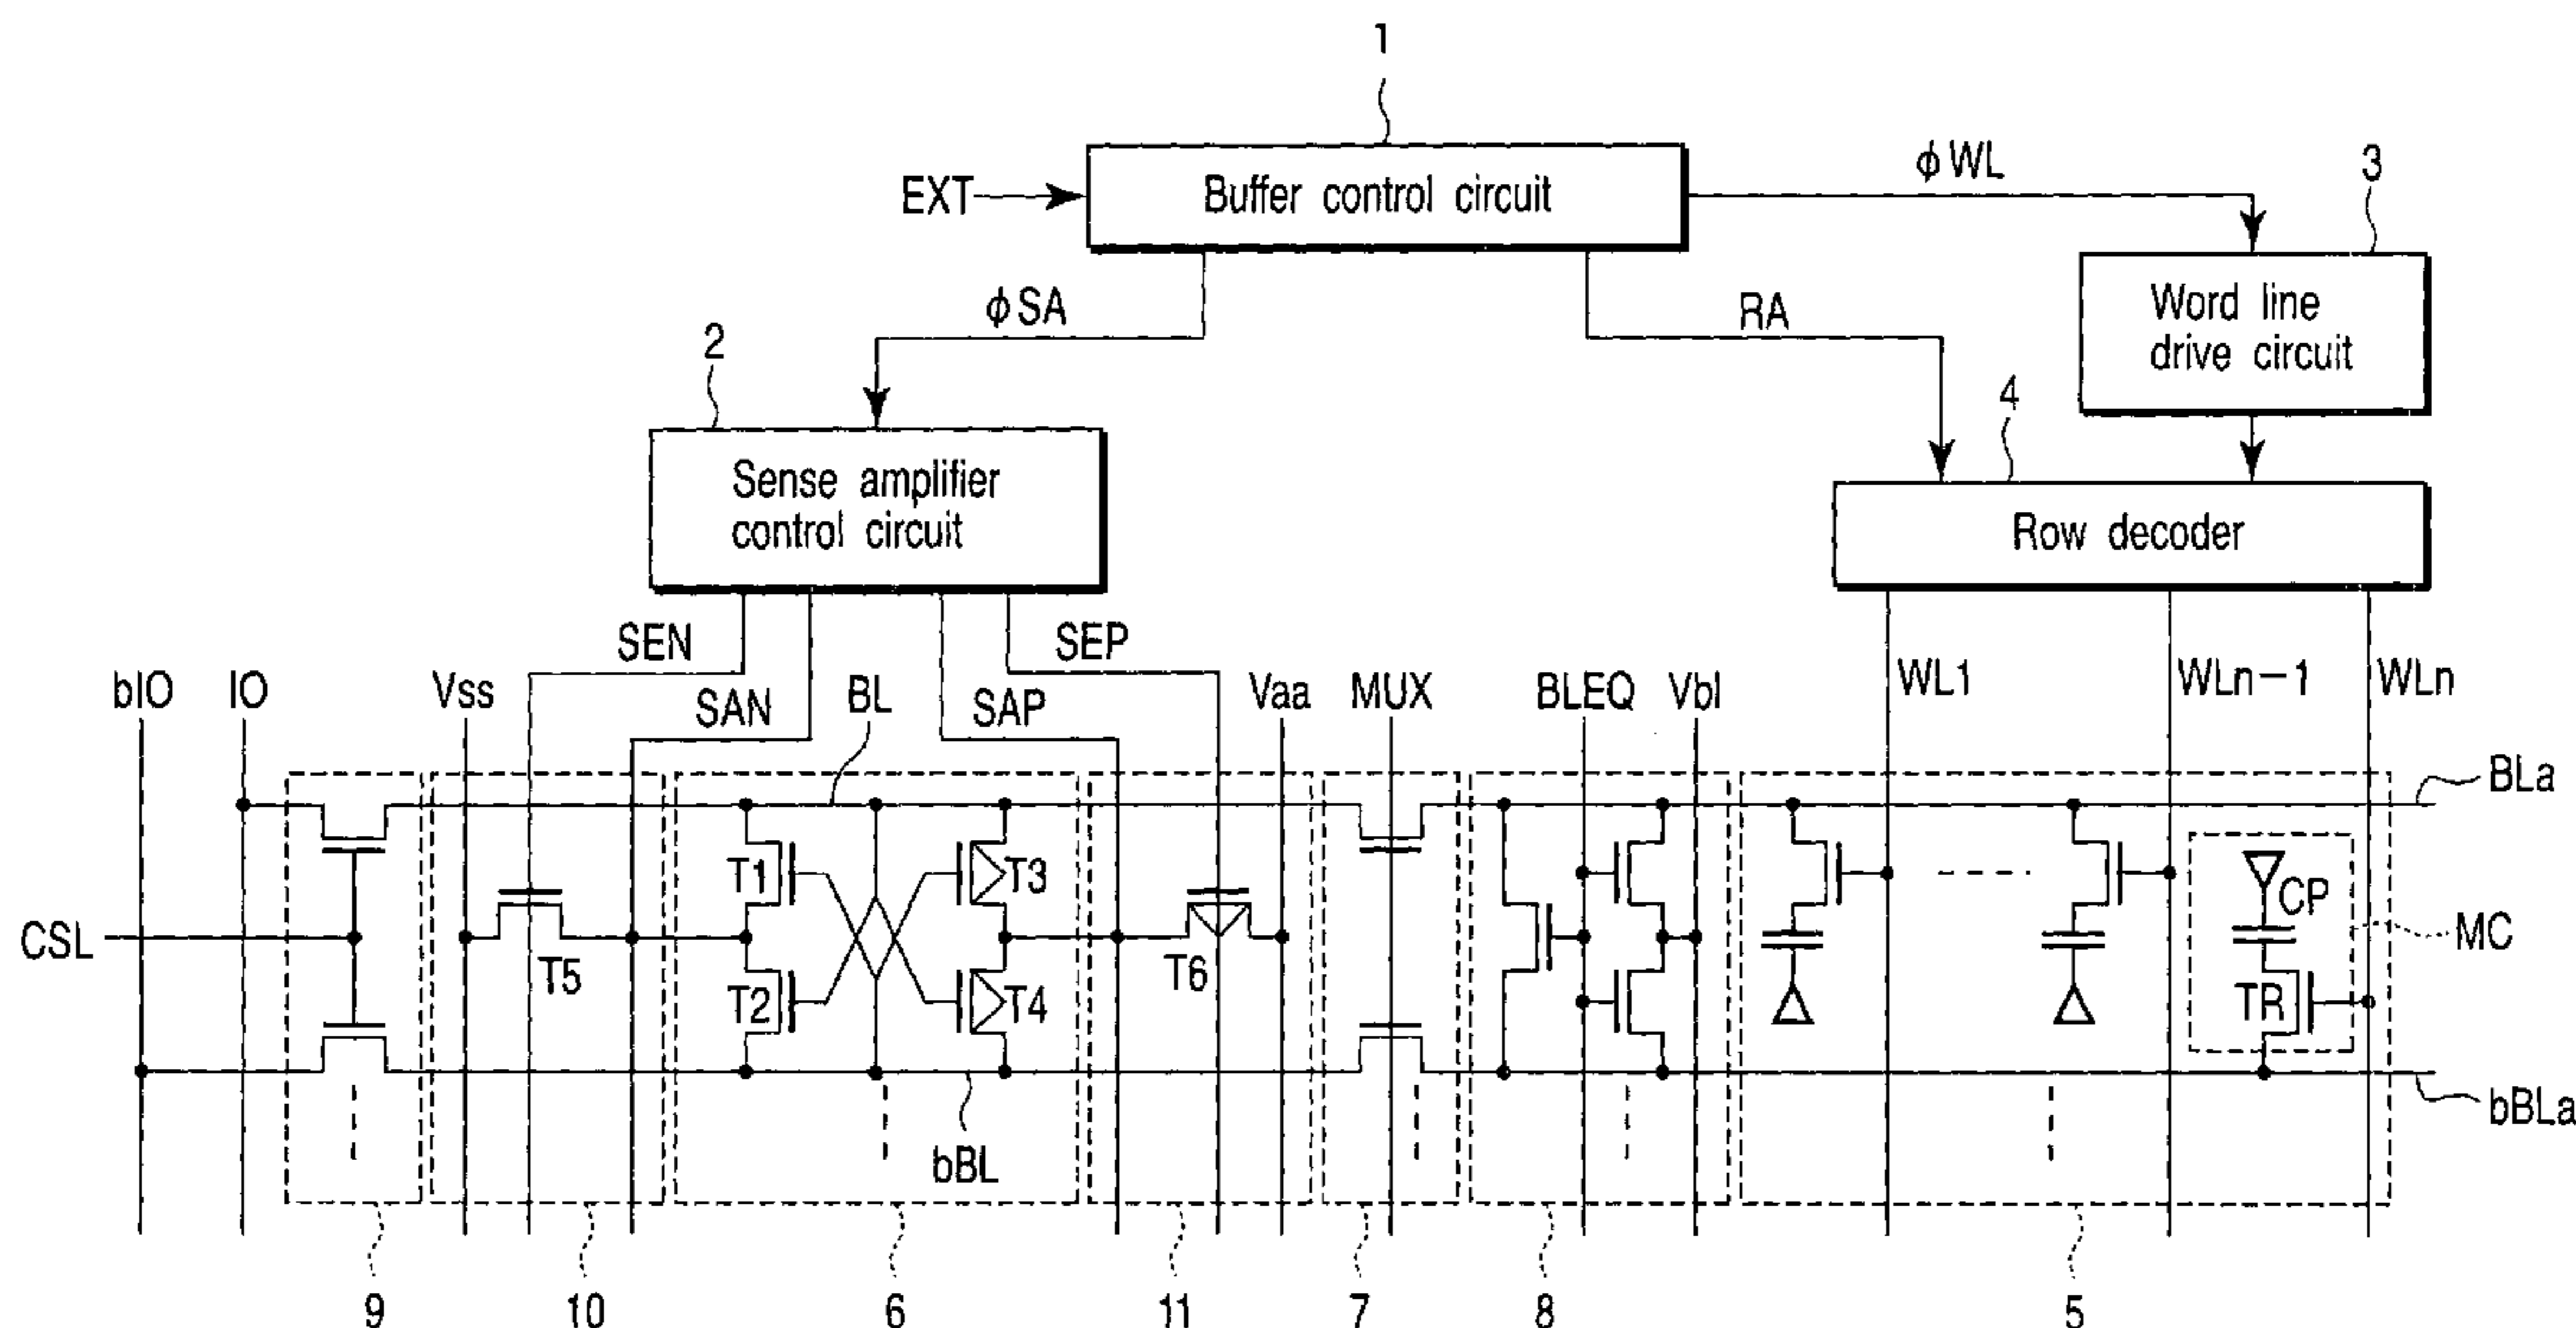 1
EXT
Buffer control circuit
ϕWL
3
Word line
drive circuit
ϕSA
RA
2
4
Sense amplifier
control circuit
Row decoder
SEN
SEP
bIO
IO
Vss
SAN
BL
SAP
Vaa
MUX
BLEQ
Vbl
WL1
WLn-1
WLn
BLa
T1
T3
CP
MC
CSL
T5
T6
T2
T4
TR
bBLa
bBL
9
10
6
11
7
8
5